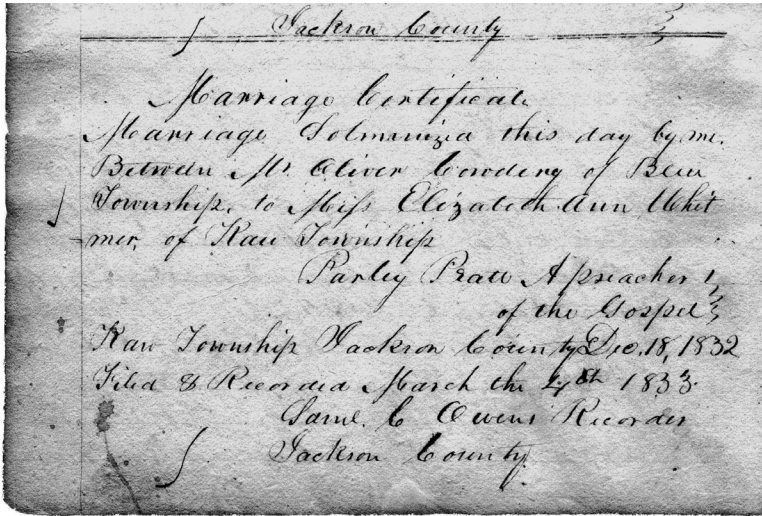 Jackson County
Marriage Certificate
Marriage Solmnizia this day by me.
Between Mr. Oliver Cowdery of Blue
Township, to Miss Elizabeth Ann Whit
=mer, of Kaw Township
Parley Pratt A preacher
of the Gospel
Kaw Township Jackson County Dec. 18, 1832
Filed & Recorded March the 4th 1833.
Saml. C Owens Recorder
Jackson County